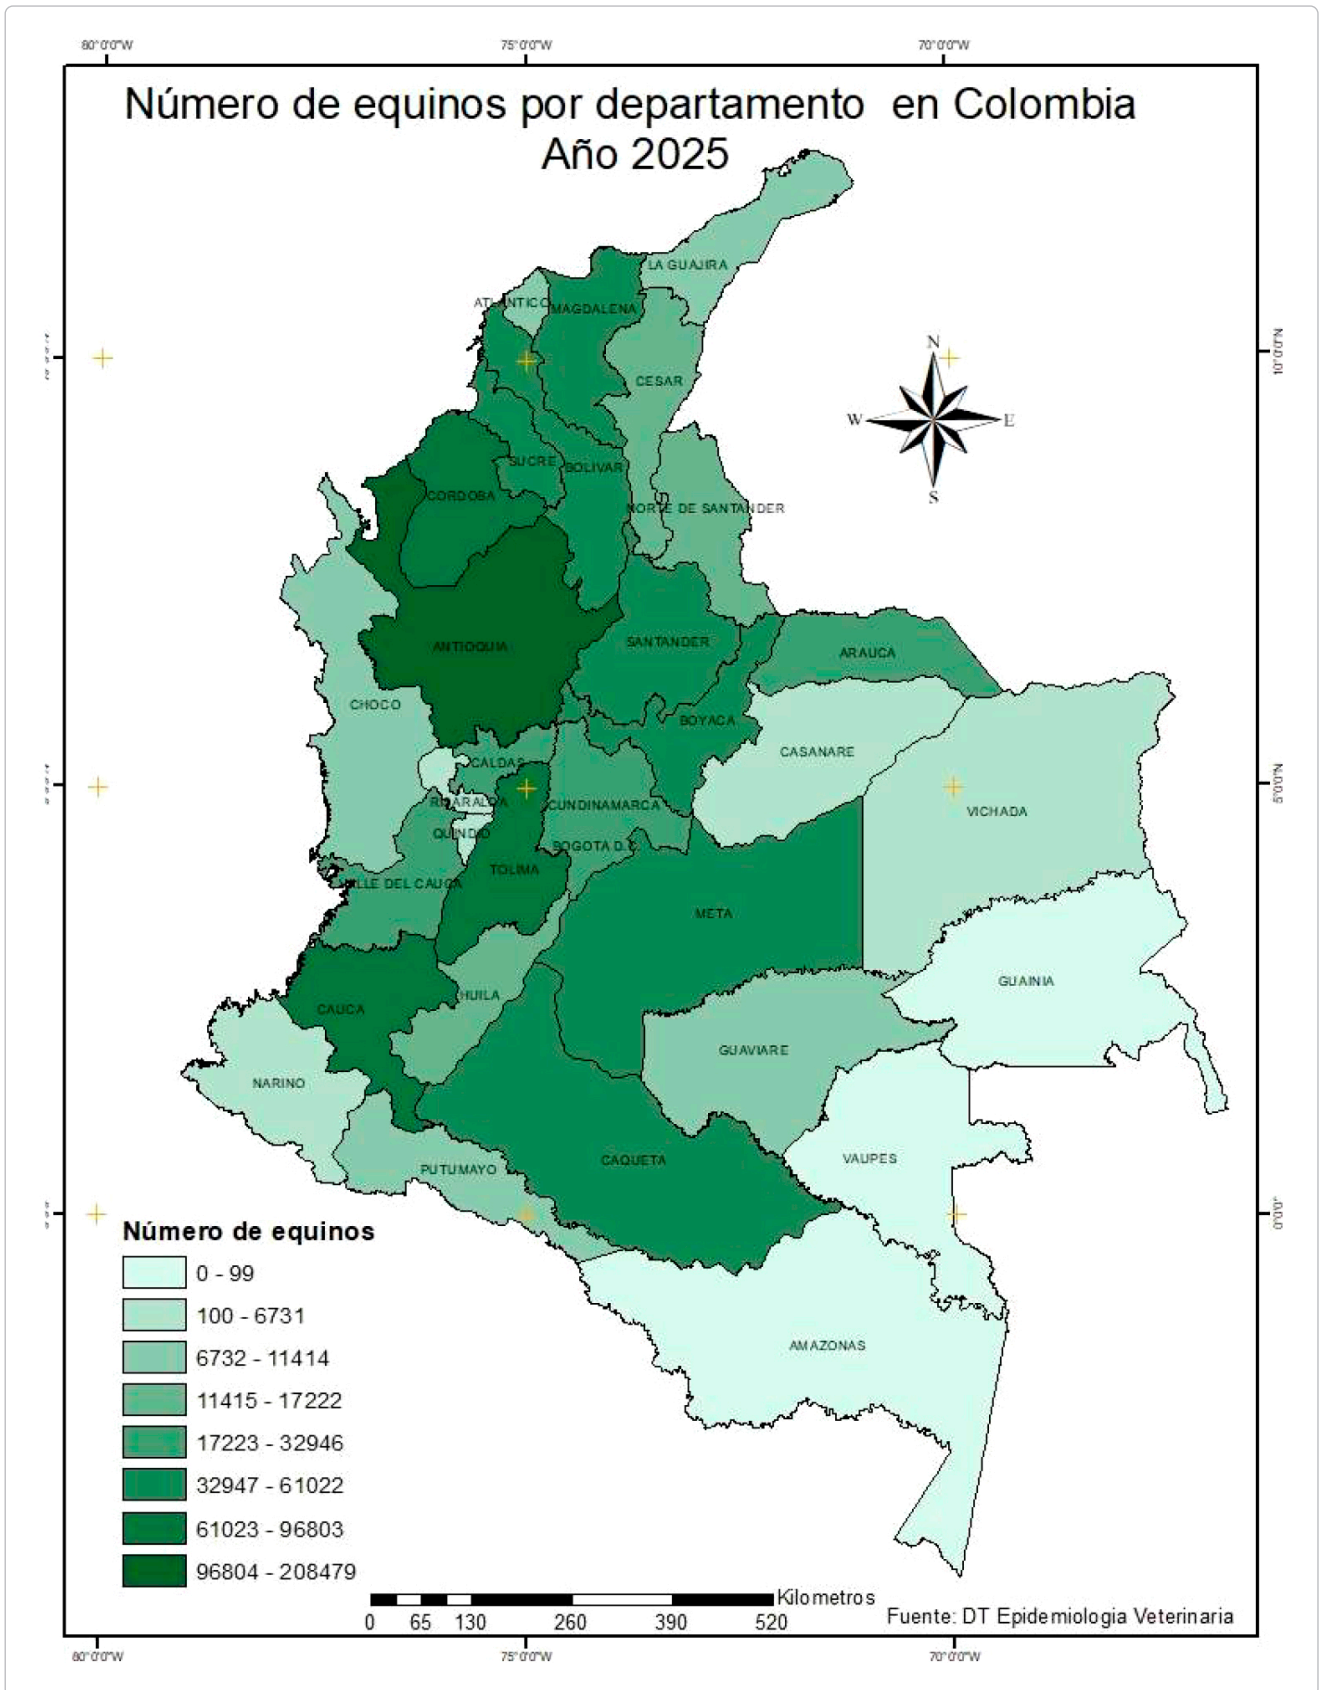 80°0'0"W 75°0'0"W 70°0'0"W
Número de equinos por departamento en Colombia
Año 2025
LA GUAJIRA
ATLANTICO
MAGDALENA
10°0'0"N
N
W E
S
CESAR
SUCRE
BOLIVAR
CORDOBA
NORTE DE SANTANDER
ANTIOQUIA
SANTANDER
ARAUCA
CHOCO
BOYACA
CASANARE
CALDAS
5°0'0"N
RISARALDA
CUNDINAMARCA
VICHADA
QUINDIO
BOGOTA D.C.
TOLIMA
VALLE DEL CAUCA
META
GUAINIA
HUILA
CAUCA
GUAVIARE
NARINO
VAUPES
CAQUETA
PUTUMAYO
0°0'0"
AMAZONAS
Número de equinos
0 - 99
100 - 6731
6732 - 11414
11415 - 17222
17223 - 32946
32947 - 61022
61023 - 96803
96804 - 208479
Kilometros
0 65 130 260 390 520
Fuente: DT Epidemiologia Veterinaria
80°0'0"W 75°0'0"W 70°0'0"W